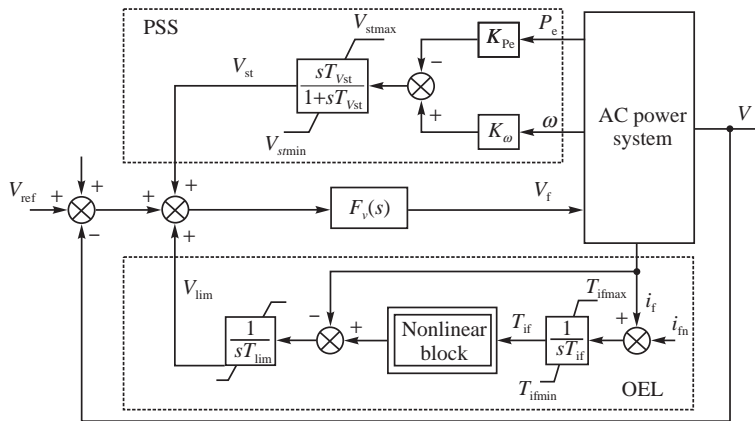 PSS
V_stmax
K_Pe
P_e
V_st
sT_Vst
1+sT_Vst
−
+
V_stmin
K_ω
ω
AC power
system
V
V_ref
+
+
−
+
+
+
F_v(s)
V_f
V_lim
1
sT_lim
−
+
Nonlinear
block
T_if
T_ifmax
1
sT_if
T_ifmin
+
i_f
−
i_fn
OEL